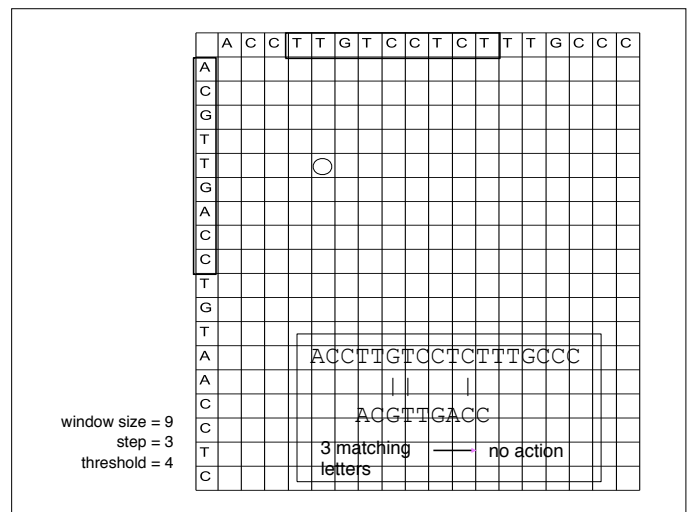 A C C T T G T C C T C T T T G C C C
A
C
G
T
T
G
A
C
C
T
G
T
A
A
C
C
T
C
ACCTTGTCCTCTTTGCCC
| | |
ACGTTGACC
3 matching
letters
no action
window size = 9
step = 3
threshold = 4